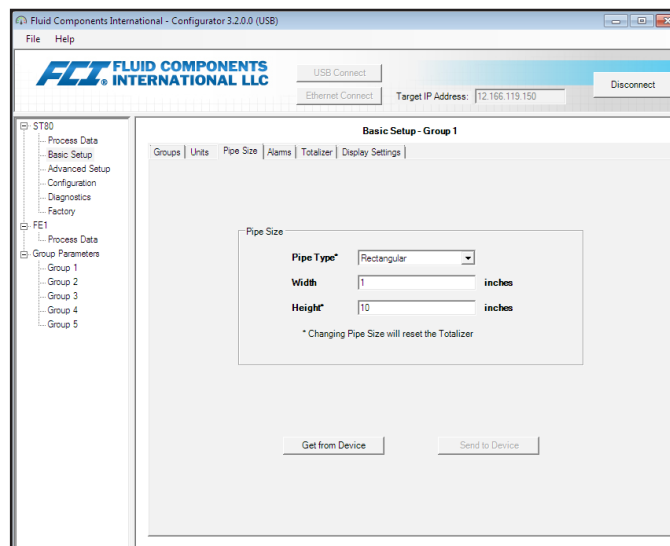 Fluid Components International - Configurator 3.2.0.0 (USB)
File Help
FCI FLUID COMPONENTS
® INTERNATIONAL LLC
USB Connect
Ethernet Connect
Target IP Address: 12.166.119.150
Disconnect
ST80
Process Data
Basic Setup
Advanced Setup
Configuration
Diagnostics
Factory
FE1
Process Data
Group Parameters
Group 1
Group 2
Group 3
Group 4
Group 5
Basic Setup - Group 1
Groups Units Pipe Size Alarms Totalizer Display Settings
Pipe Size
Pipe Type* Rectangular
Width 1 inches
Height* 10 inches
* Changing Pipe Size will reset the Totalizer
Get from Device Send to Device